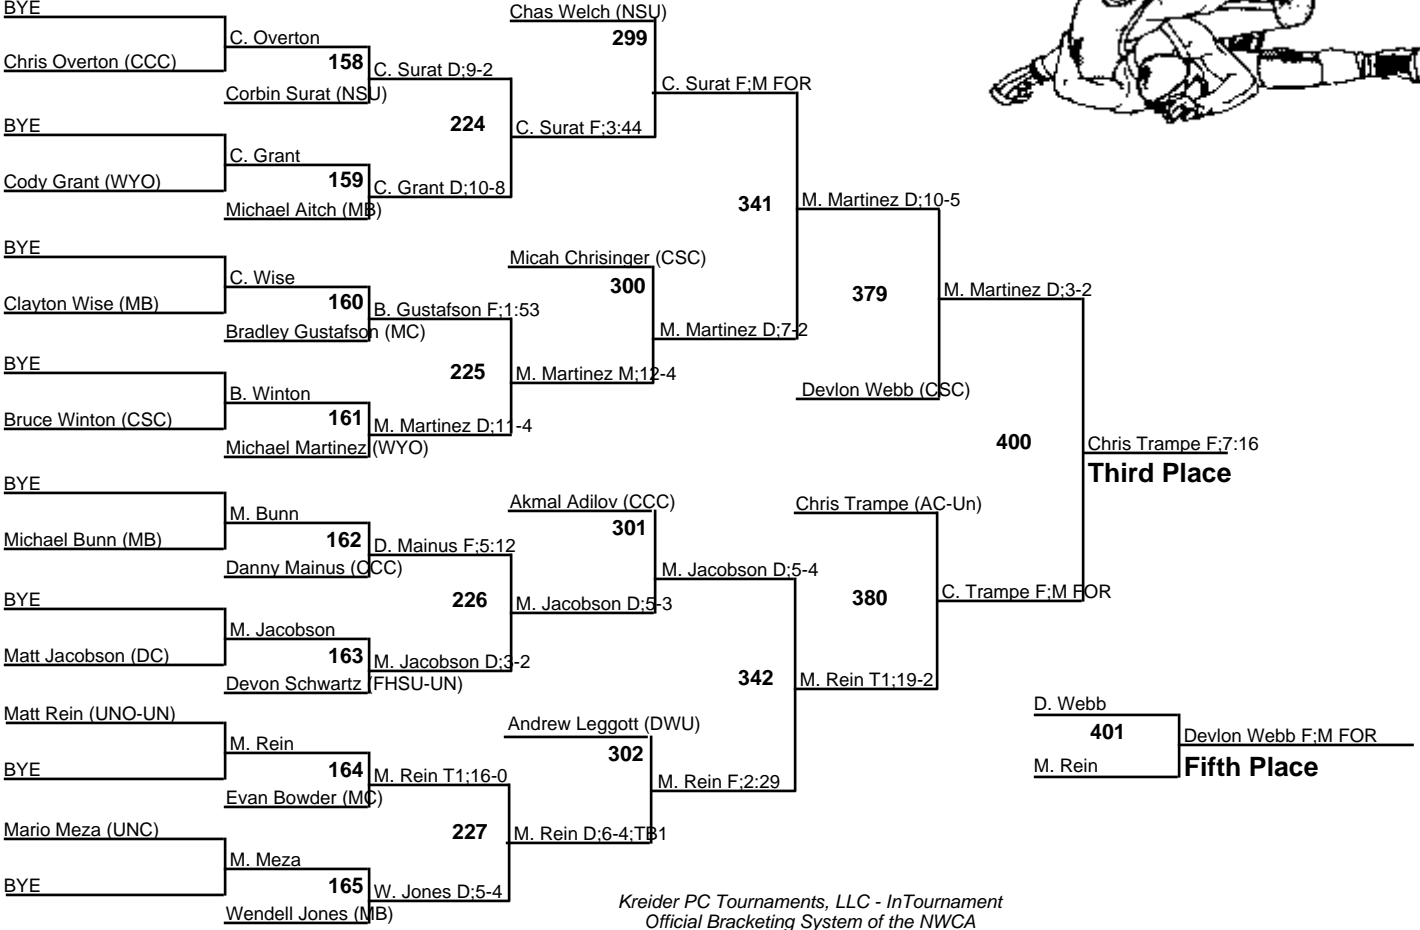 BYE
Chris Overton (CCC)
C. Overton
158
Corbin Surat (NSU)
C. Surat D;9-2
BYE
Cody Grant (WYO)
C. Grant
159
Michael Aitch (MB)
C. Grant D;10-8
224
C. Surat F;3:44
Chas Welch (NSU)
299
C. Surat F;M FOR
BYE
Clayton Wise (MB)
C. Wise
160
Bradley Gustafson (MC)
B. Gustafson F;1:53
BYE
Bruce Winton (CSC)
B. Winton
161
Michael Martinez (WYO)
M. Martinez D;11-4
225
M. Martinez M;12-4
Micah Chrisinger (CSC)
300
M. Martinez D;7-2
341
M. Martinez D;10-5
379
Devlon Webb (CSC)
M. Martinez D;3-2
BYE
Michael Bunn (MB)
M. Bunn
162
Danny Mainus (CCC)
D. Mainus F;5:12
BYE
Matt Jacobson (DC)
M. Jacobson
163
Devon Schwartz (FHSU-UN)
M. Jacobson D;3-2
226
M. Jacobson D;5-3
Akmal Adilov (CCC)
301
M. Jacobson D;5-4
Matt Rein (UNO-UN)
BYE
M. Rein
164
Evan Bowder (MC)
M. Rein T1;16-0
Mario Meza (UNC)
BYE
M. Meza
165
Wendell Jones (MB)
W. Jones D;5-4
227
M. Rein D;6-4;TB1
Andrew Leggott (DWU)
302
M. Rein F;2:29
342
M. Rein T1;19-2
Chris Trampe (AC-Un)
380
C. Trampe F;M FOR
400
Chris Trampe F;7:16
Third Place
D. Webb
401
M. Rein
Devlon Webb F;M FOR
Fifth Place
Kreider PC Tournaments, LLC - InTournament
Official Bracketing System of the NWCA